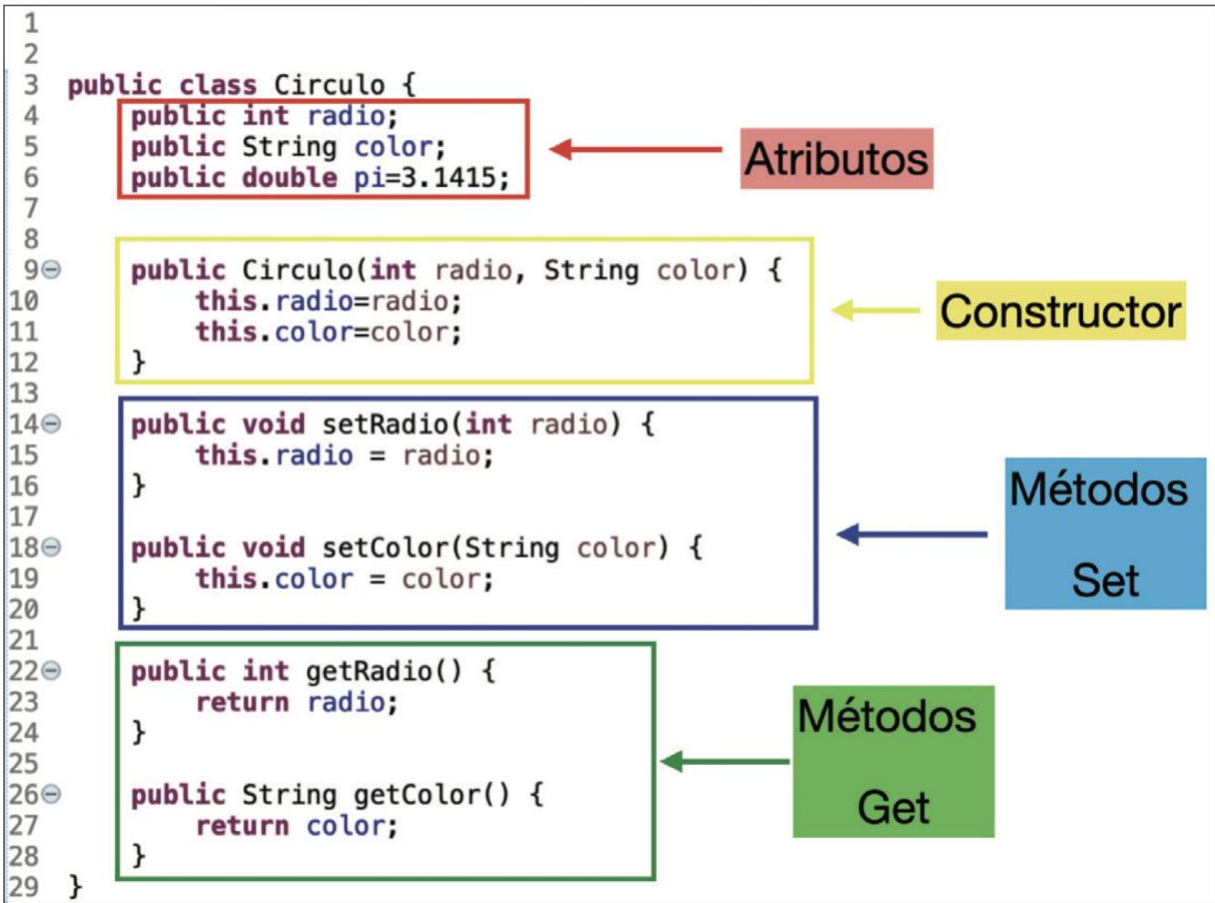 1
2
3 public class Circulo {
4 public int radio;
5 public String color;
6 public double pi=3.1415;
7
8
9 public Circulo(int radio, String color) {
10 this.radio=radio;
11 this.color=color;
12 }
13
14 public void setRadio(int radio) {
15 this.radio = radio;
16 }
17
18 public void setColor(String color) {
19 this.color = color;
20 }
21
22 public int getRadio() {
23 return radio;
24 }
25
26 public String getColor() {
27 return color;
28 }
29 }
Atributos
Constructor
Métodos
Set
Métodos
Get